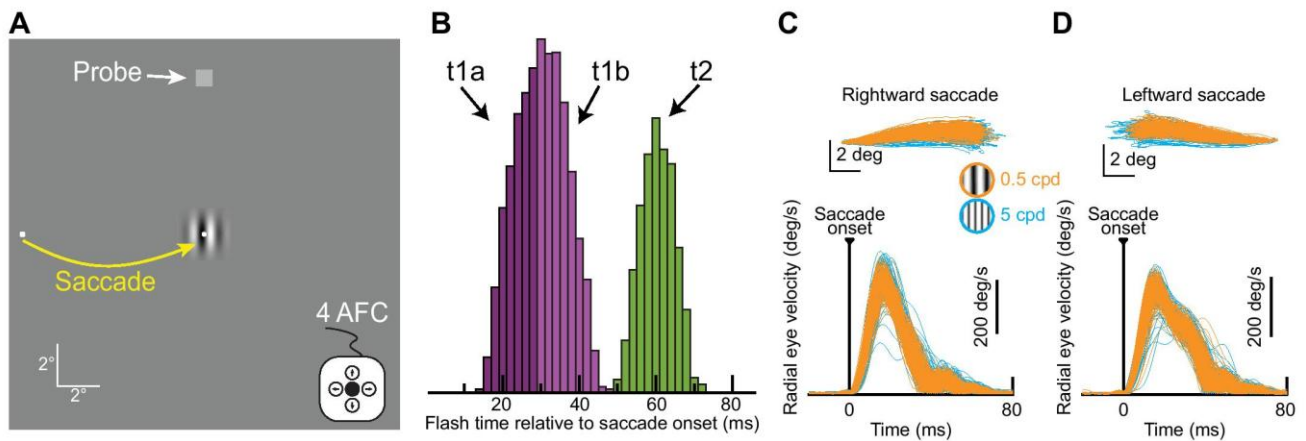 A
Probe
Saccade
4 AFC
2°
2°
B
t1a
t1b
t2
20
40
60
80
Flash time relative to saccade onset (ms)
C
Rightward saccade
2 deg
0.5 cpd
5 cpd
Saccade
onset
Radial eye velocity (deg/s)
200 deg/s
0
80
Time (ms)
D
Leftward saccade
2 deg
Saccade
onset
Radial eye velocity (deg/s)
200 deg/s
0
80
Time (ms)